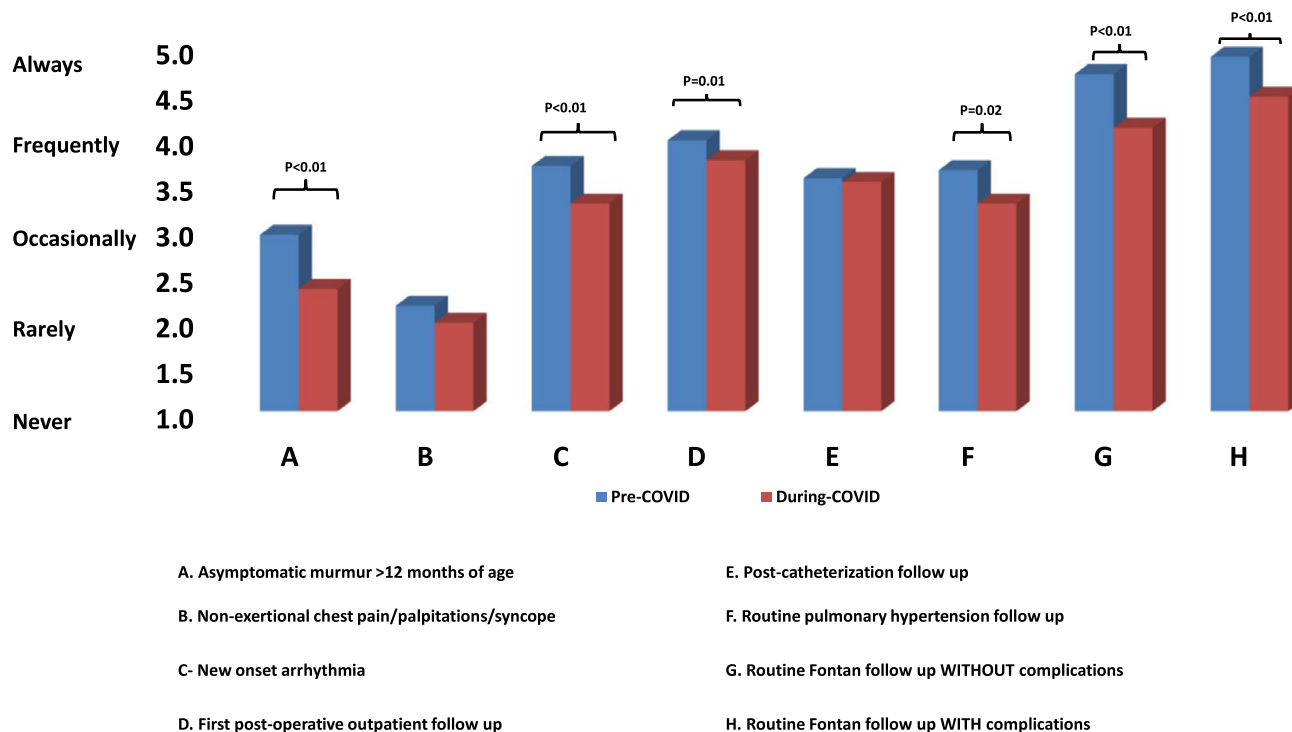 P<0.01
P<0.01
Always 5.0
P=0.01
4.5
P<0.01
P=0.02
Frequently 4.0
P<0.01
3.5
Occasionally 3.0
2.5
Rarely 2.0
1.5
Never 1.0
A B C D E F G H
Pre-COVID During-COVID
A. Asymptomatic murmur >12 months of age
B. Non-exertional chest pain/palpitations/syncope
C- New onset arrhythmia
D. First post-operative outpatient follow up
E. Post-catheterization follow up
F. Routine pulmonary hypertension follow up
G. Routine Fontan follow up WITHOUT complications
H. Routine Fontan follow up WITH complications